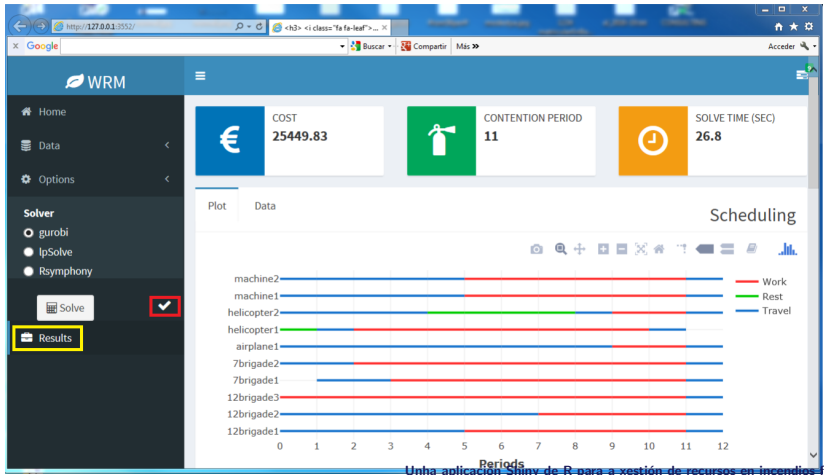 http://127.0.0.1:3552/
<h3> <i class="fa fa-leaf">... ×
x Google
Buscar
Compartir
Más »
Acceder
WRM
Home
Data
Options
Solver
gurobi
lpSolve
Rsymphony
Solve
Results
COST
25449.83
CONTENTION PERIOD
11
SOLVE TIME (SEC)
26.8
Plot
Data
Scheduling
machine2
machine1
helicopter2
helicopter1
airplane1
7brigade2
7brigade1
12brigade3
12brigade2
12brigade1
Work
Rest
Travel
0 1 2 3 4 5 6 7 8 9 10 11 12
Periods
Unha aplicación Shiny de R para a xestión de recursos en incendios